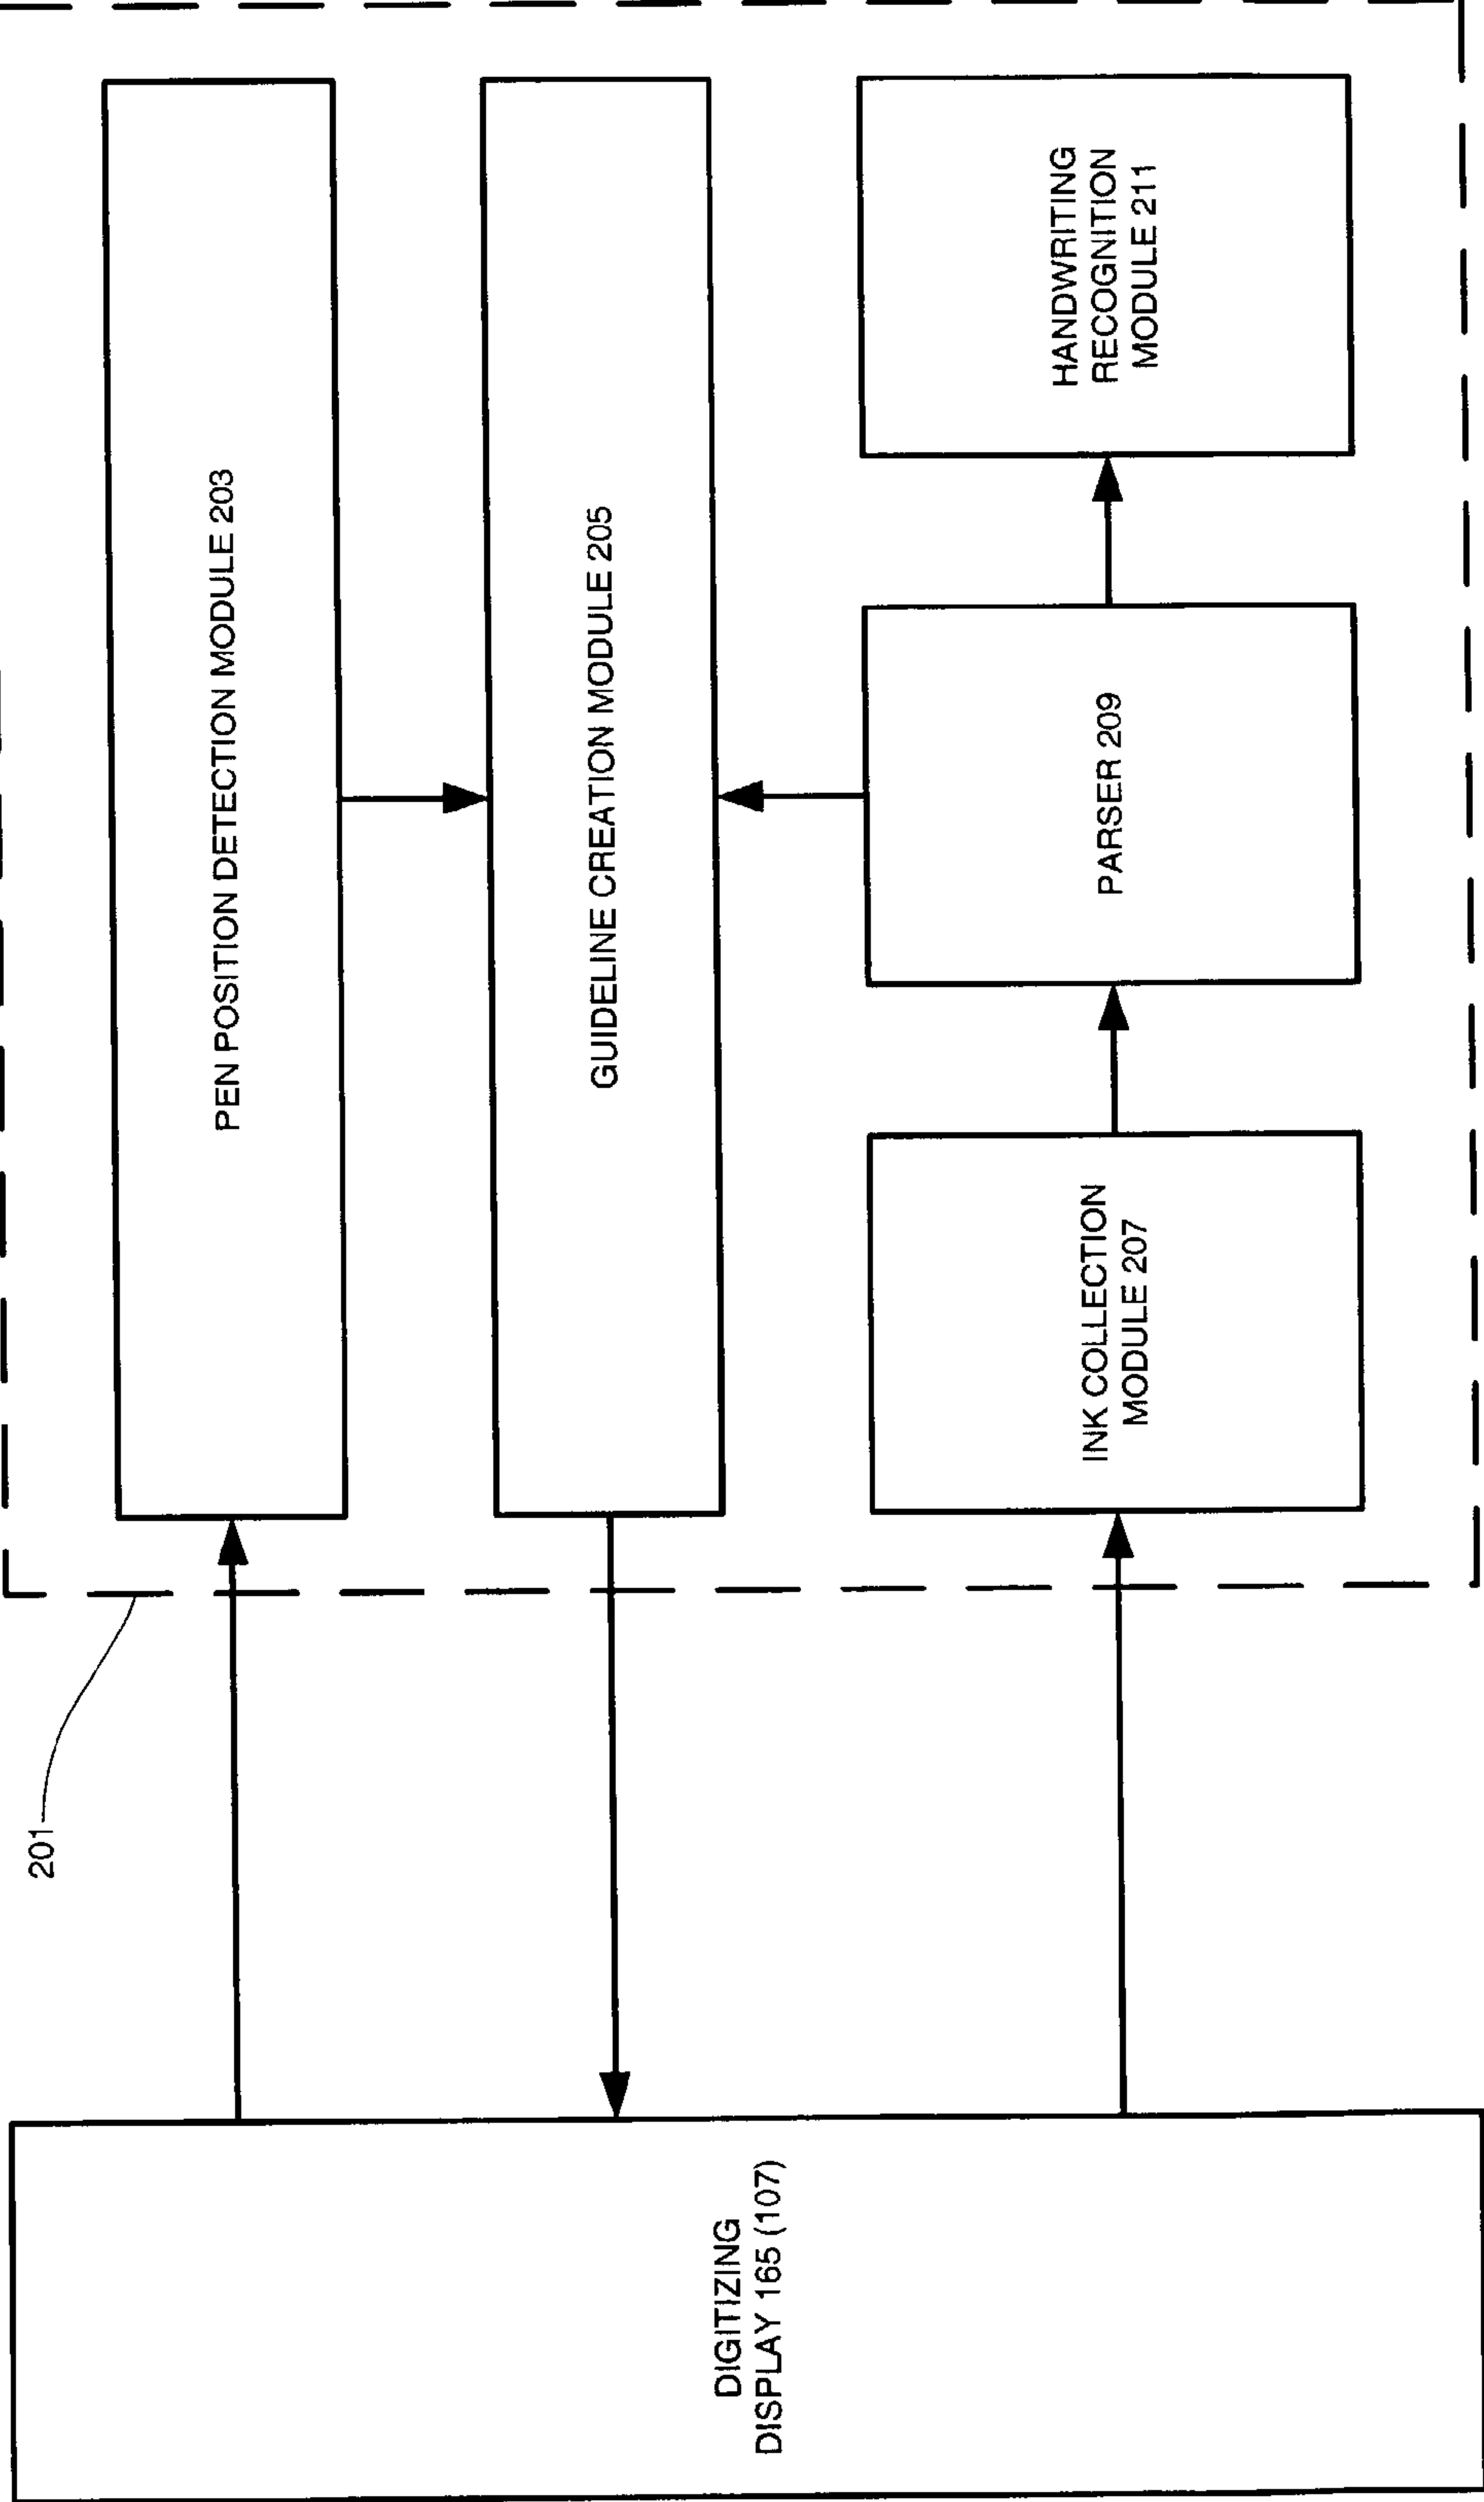 201
DIGITIZING
DISPLAY 165 (107)
PEN POSITION DETECTION MODULE 203
GUIDELINE CREATION MODULE 205
INK COLLECTION
MODULE 207
PARSER 209
HANDWRITING
RECOGNITION
MODULE 211